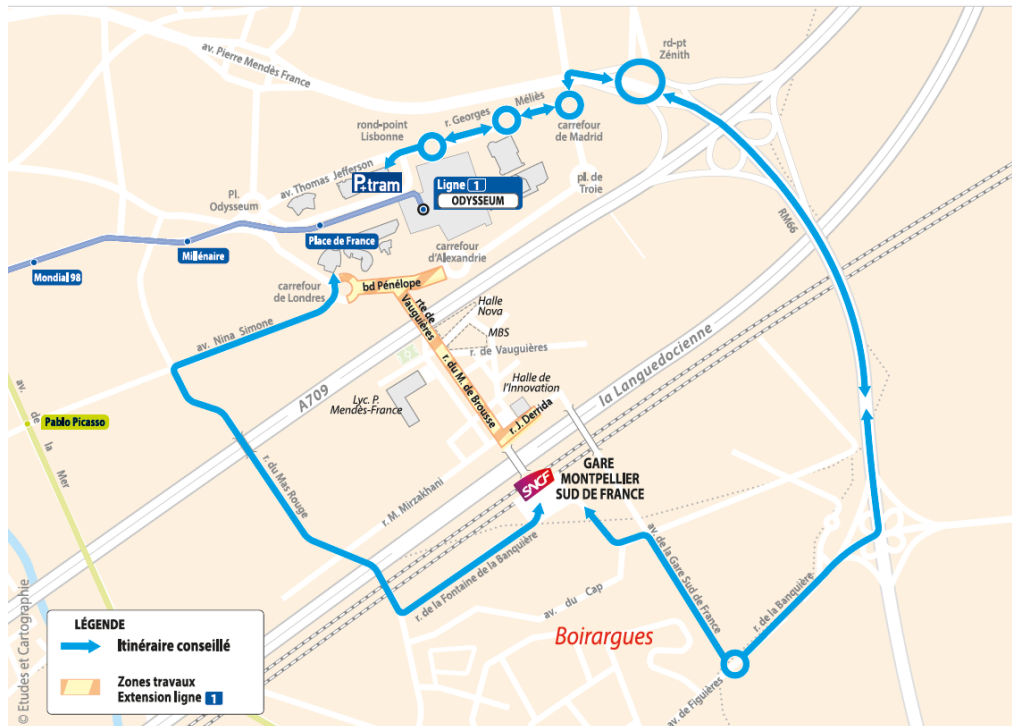 av. Pierre Mendès France
rd-pt
Zénith
r. Georges
Méliès
rond-point
Lisbonne
carrefour
de Madrid
av. Thomas Jefferson
P+tram
Ligne 1
ODYSSEUM
pl. de
Troie
Pl.
Odysseum
RM66
Place de France
Millénaire
Mondial 98
carrefour
d'Alexandrie
carrefour
de Londres
bd Pénélope
rte de
Vauguières
Halle
Nova
MBS
r. de Vauguières
av. Nina Simone
A709
la Languedocienne
Halle de
l'Innovation
Lyc. P.
Mendès-France
r. du M. de Brousse
r. J. Derrida
av. de la Mer
Pablo Picasso
r. du Mas Rouge
r. M. Mirzakhani
SNCF
GARE
MONTPELLIER
SUD DE FRANCE
r. de la Fontaine de la Banquière
av. de la Gare Sud de France
r. de la Banquière
av. du Cap
Boirargues
av. de Figuières
LÉGENDE
Itinéraire conseillé
Zones travaux
Extension ligne 1
© Etudes et Cartographie